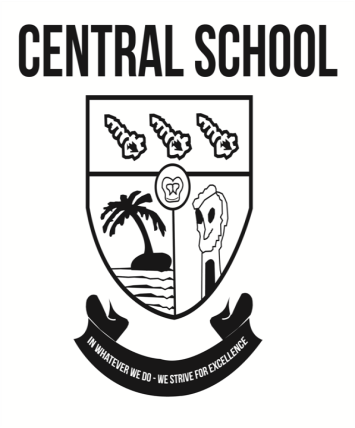 CENTRAL SCHOOL
IN WHATEVER WE DO - WE STRIVE FOR EXCELLENCE